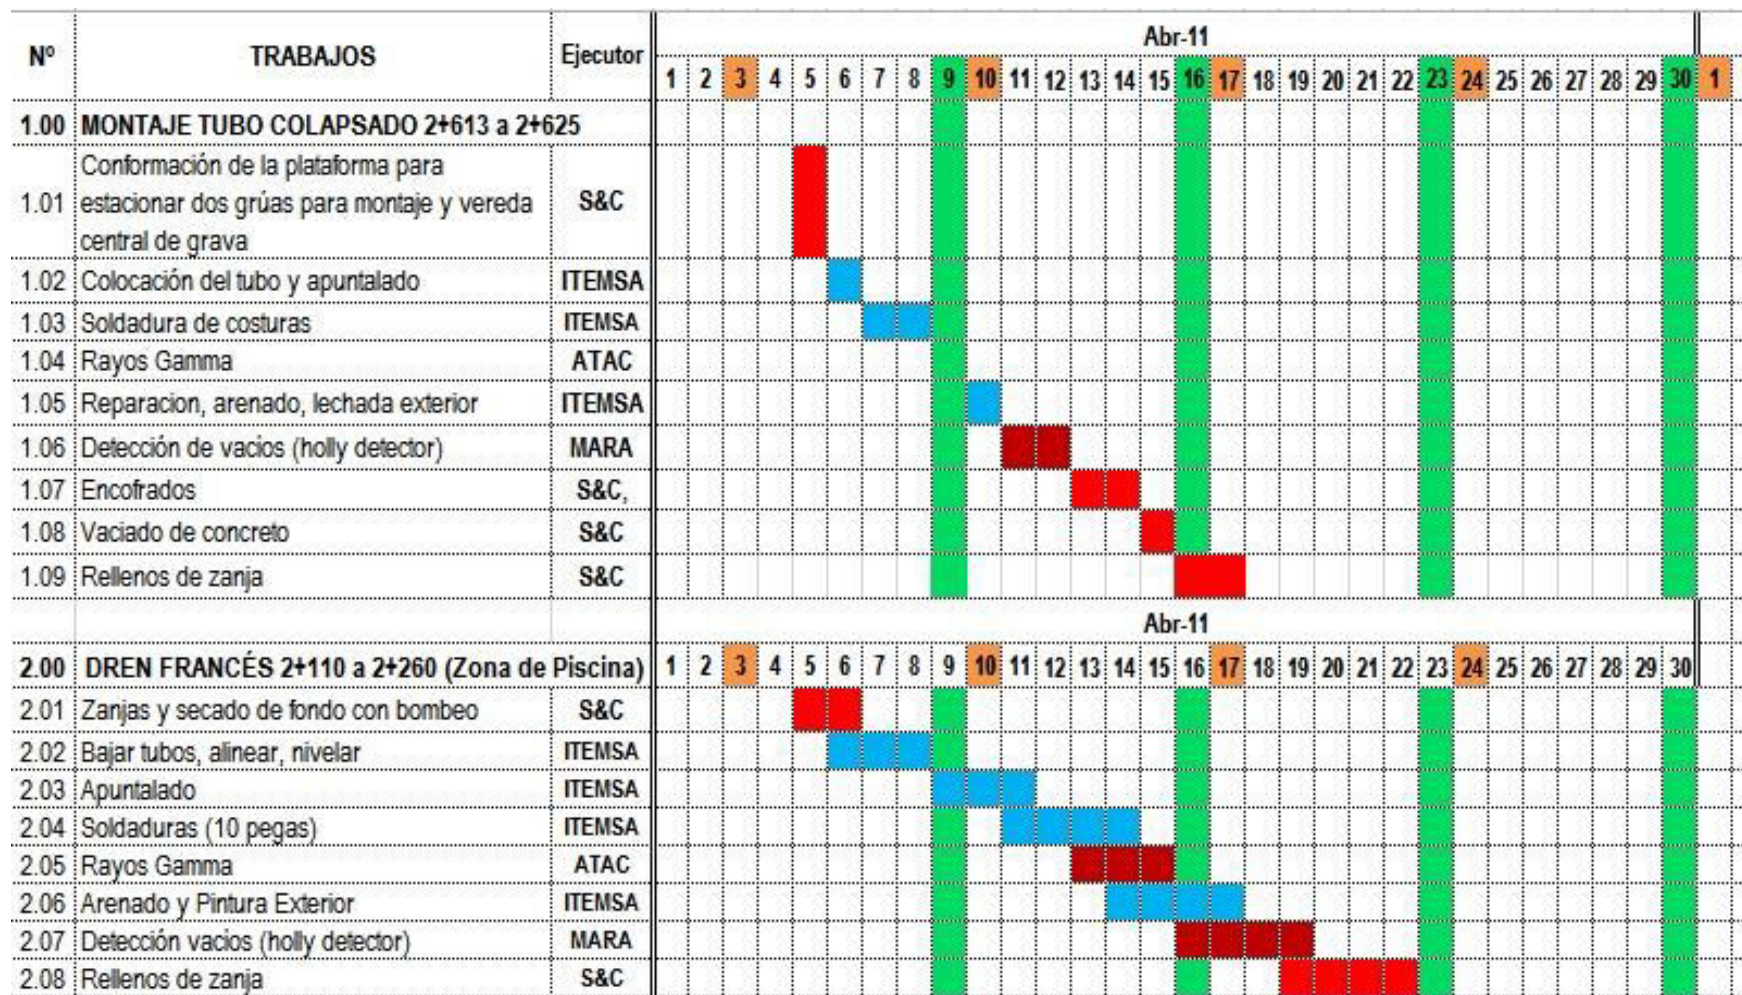 Nº TRABAJOS Ejecutor Abr-11
1 2 3 4 5 6 7 8 9 10 11 12 13 14 15 16 17 18 19 20 21 22 23 24 25 26 27 28 29 30 1
1.00 MONTAJE TUBO COLAPSADO 2+613 a 2+625
Conformación de la plataforma para
1.01 estacionar dos grúas para montaje y vereda S&C
central de grava
1.02 Colocación del tubo y apuntalado ITEMSA
1.03 Soldadura de costuras ITEMSA
1.04 Rayos Gamma ATAC
1.05 Reparacion, arenado, lechada exterior ITEMSA
1.06 Detección de vacíos (holly detector) MARA
1.07 Encofrados S&C,
1.08 Vaciado de concreto S&C
1.09 Rellenos de zanja S&C
Abr-11
2.00 DREN FRANCÉS 2+110 a 2+260 (Zona de Piscina) 1 2 3 4 5 6 7 8 9 10 11 12 13 14 15 16 17 18 19 20 21 22 23 24 25 26 27 28 29 30
2.01 Zanjas y secado de fondo con bombeo S&C
2.02 Bajar tubos, alinear, nivelar ITEMSA
2.03 Apuntalado ITEMSA
2.04 Soldaduras (10 pegas) ITEMSA
2.05 Rayos Gamma ATAC
2.06 Arenado y Pintura Exterior ITEMSA
2.07 Detección vacíos (holly detector) MARA
2.08 Rellenos de zanja S&C